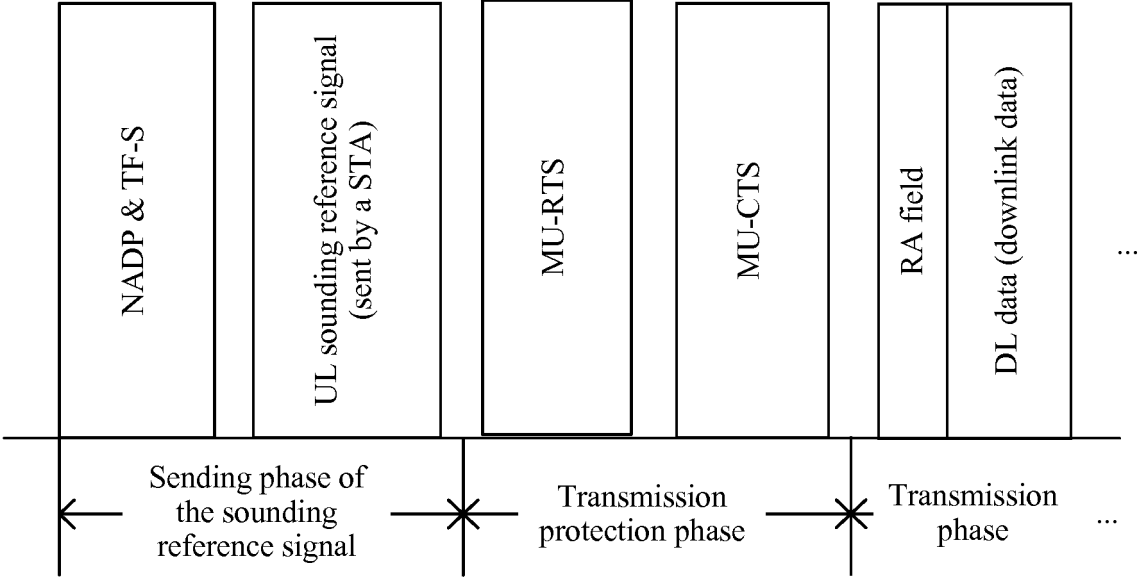 NADP & TF-S
UL sounding reference signal
(sent by a STA)
MU-RTS
MU-CTS
RA field
DL data (downlink data)
...
Sending phase of
the sounding
reference signal
Transmission
protection phase
Transmission
phase
...